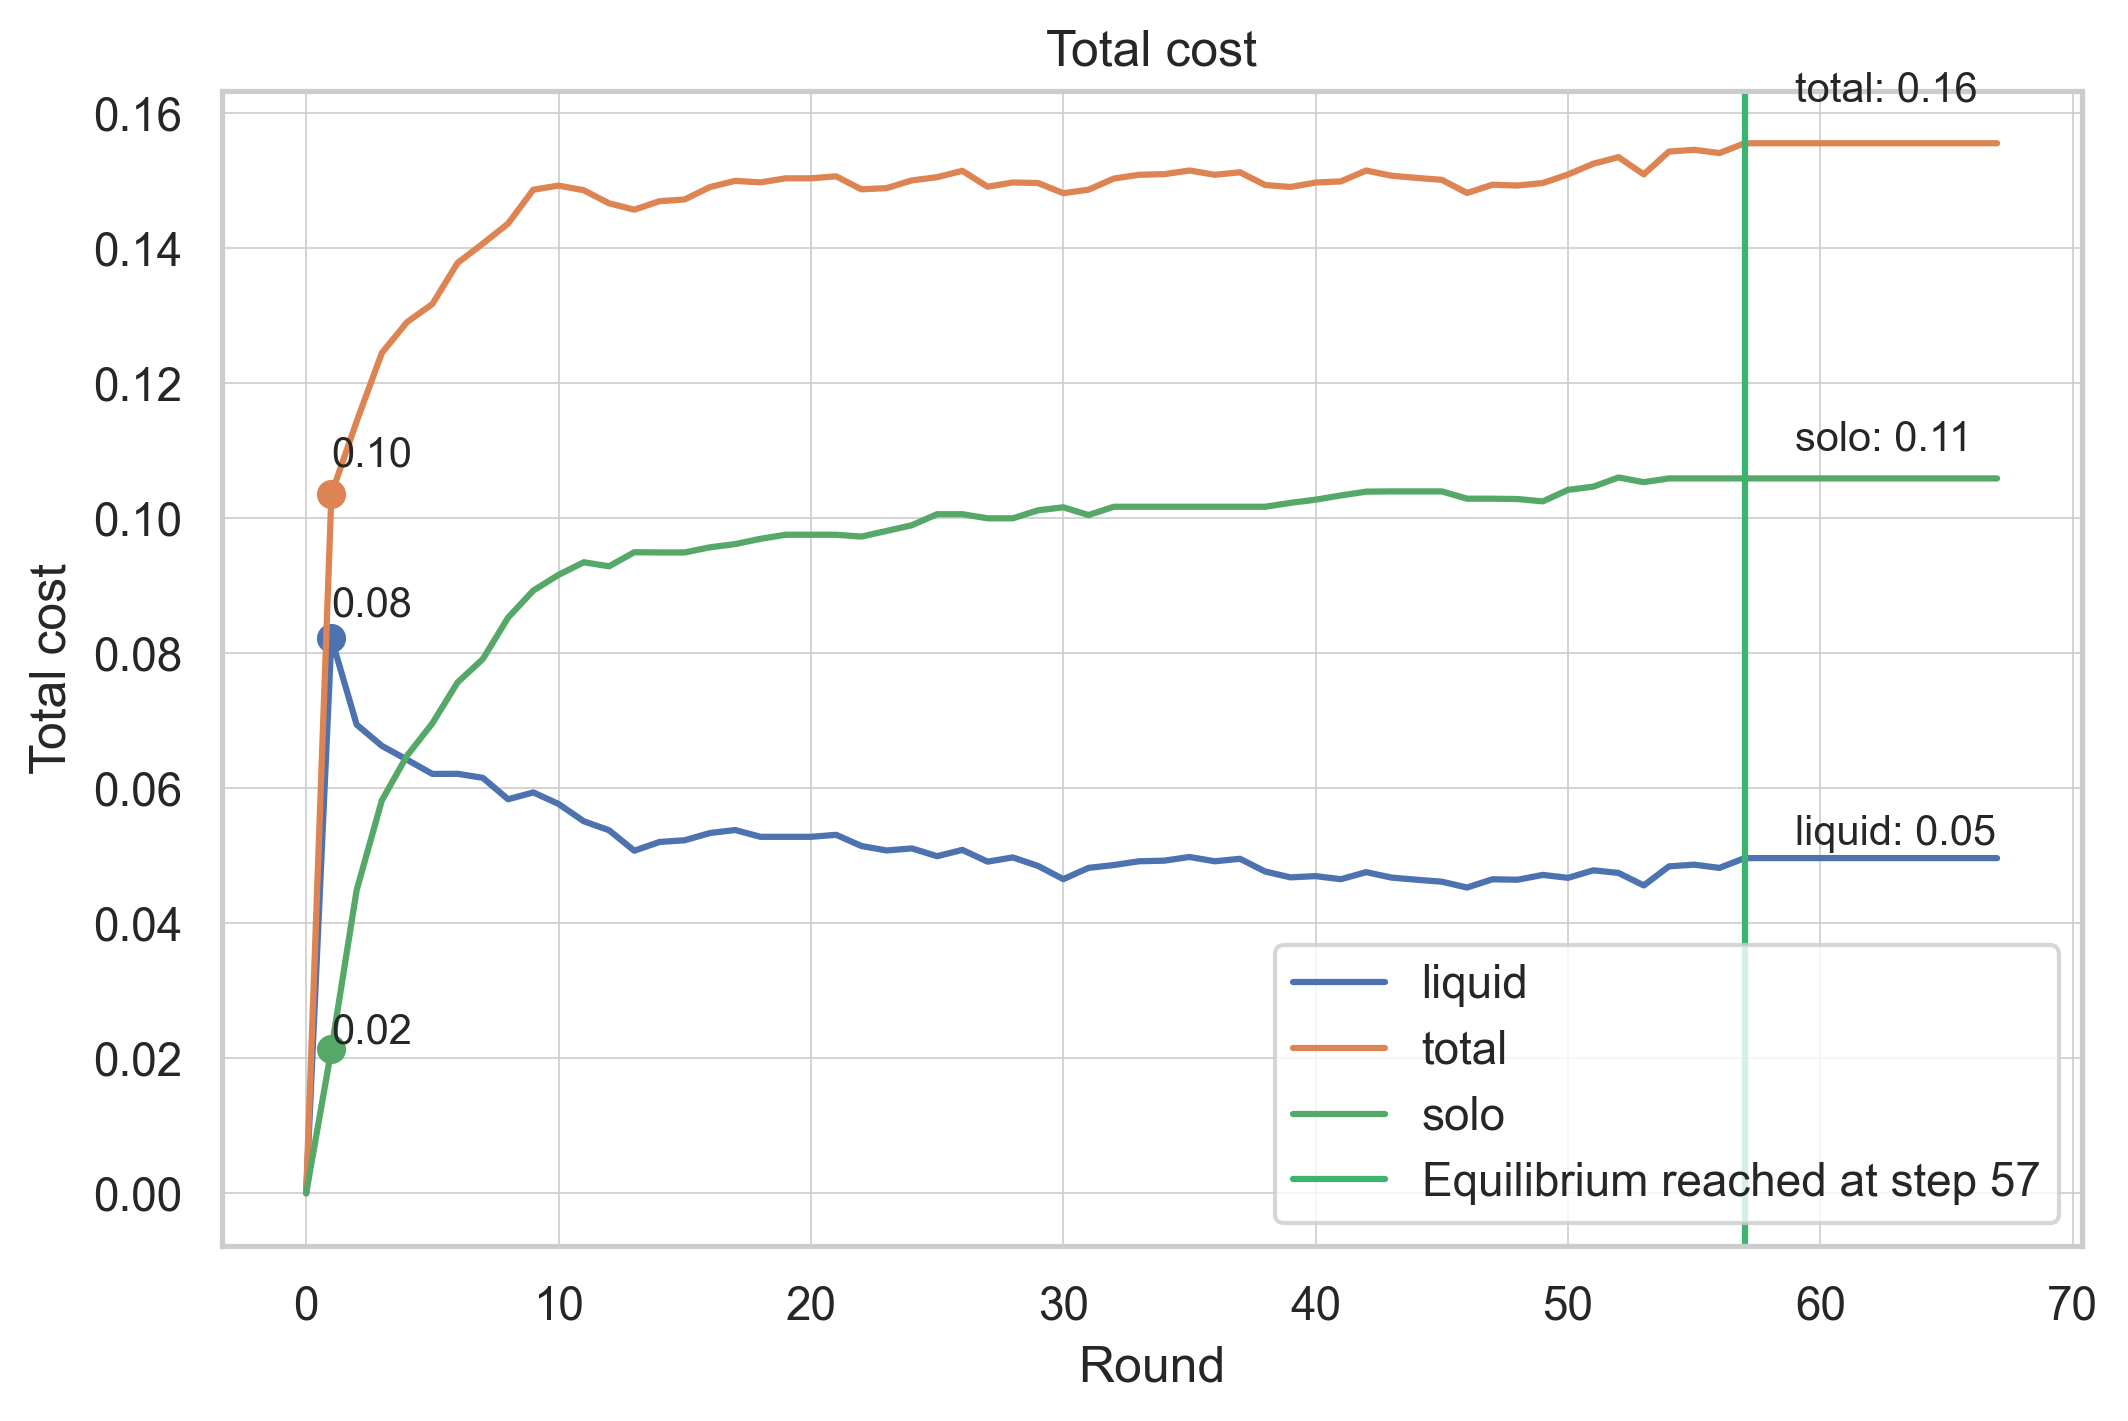 Total cost
total: 0.16
0.16
0.14
0.12
0.10
0.08
0.06
0.04
0.02
0.00
Total cost
0.10
0.08
0.02
solo: 0.11
liquid: 0.05
liquid
total
solo
Equilibrium reached at step 57
0 10 20 30 40 50 60 70
Round